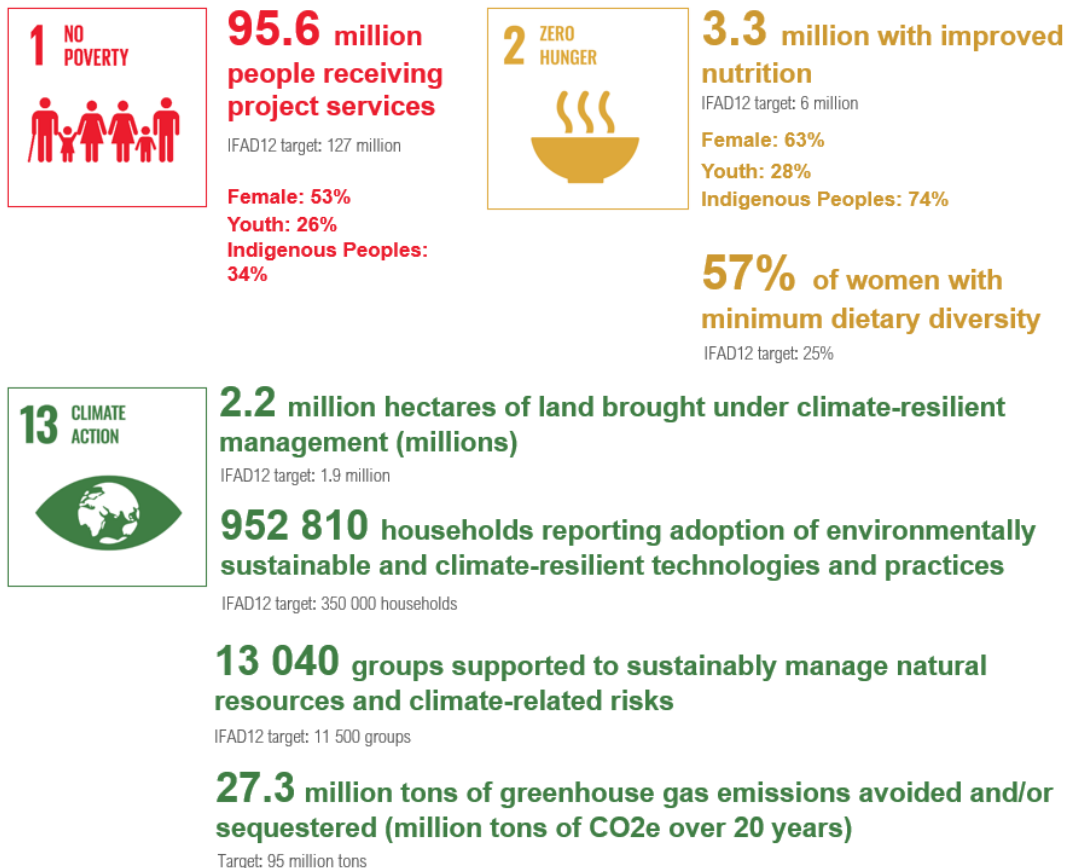 1 NO
POVERTY
95.6 million
people receiving
project services
IFAD12 target: 127 million
Female: 53%
Youth: 26%
Indigenous Peoples:
34%
2 ZERO
HUNGER
3.3 million with improved
nutrition
IFAD12 target: 6 million
Female: 63%
Youth: 28%
Indigenous Peoples: 74%
57% of women with
minimum dietary diversity
IFAD12 target: 25%
13 CLIMATE
ACTION
2.2 million hectares of land brought under climate-resilient
management (millions)
IFAD12 target: 1.9 million
952 810 households reporting adoption of environmentally
sustainable and climate-resilient technologies and practices
IFAD12 target: 350 000 households
13 040 groups supported to sustainably manage natural
resources and climate-related risks
IFAD12 target: 11 500 groups
27.3 million tons of greenhouse gas emissions avoided and/or
sequestered (million tons of CO2e over 20 years)
Target: 95 million tons